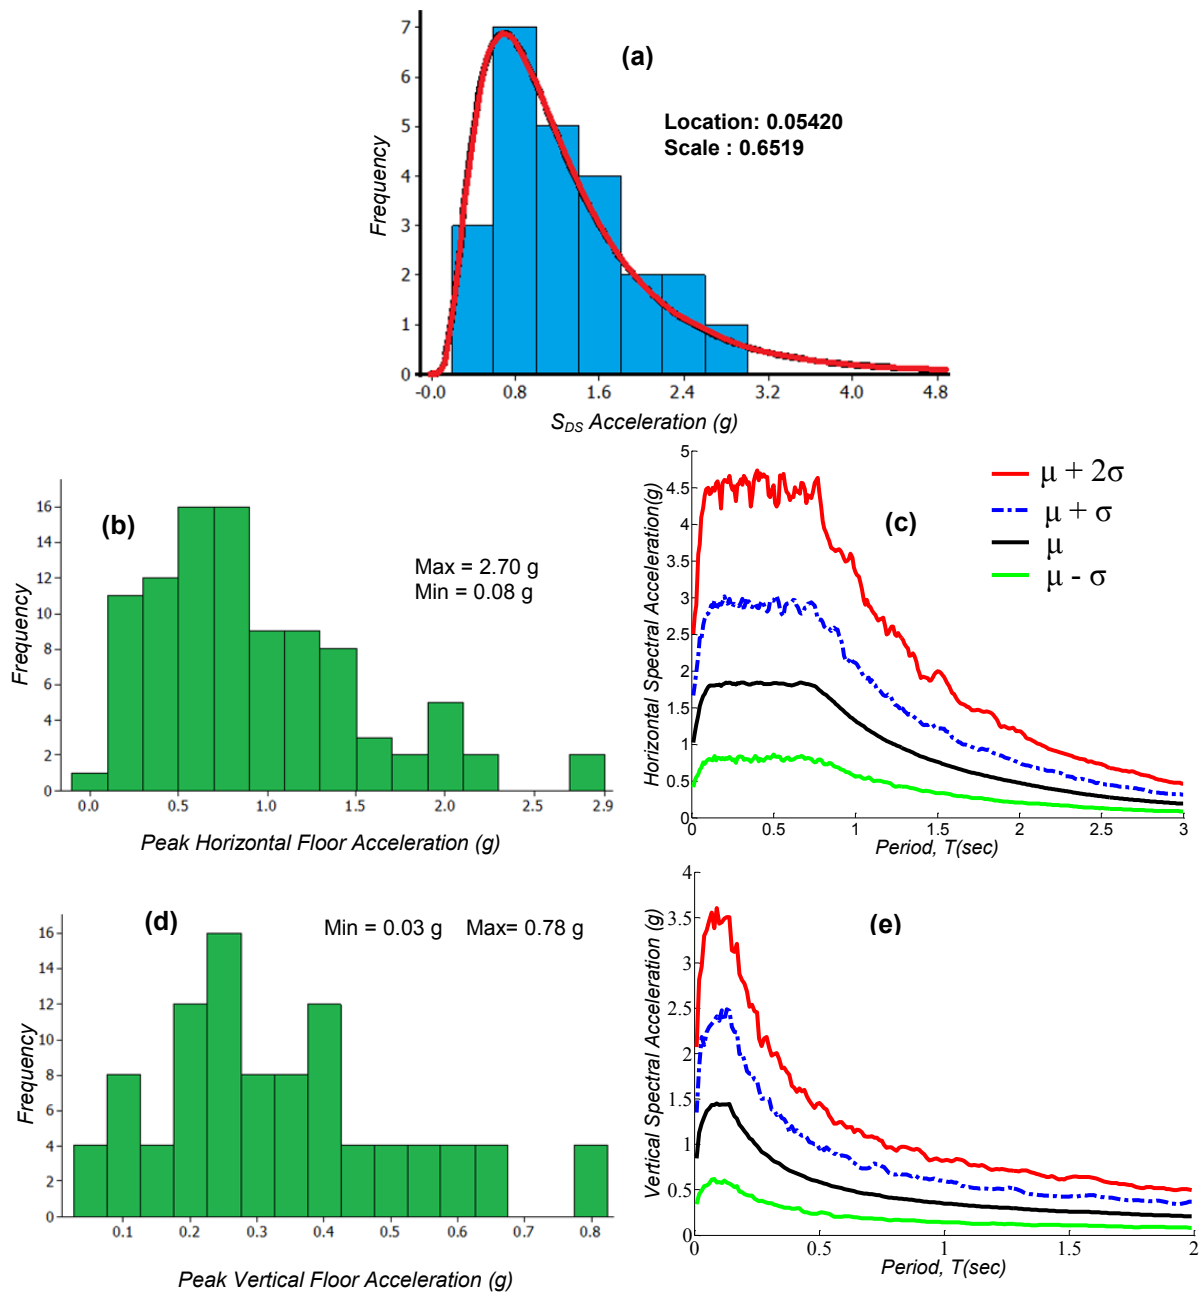 (a)
Location: 0.05420
Scale : 0.6519
Frequency
7
6
5
4
3
2
1
0
-0.0 0.8 1.6 2.4 3.2 4.0 4.8
S_DS Acceleration (g)
(b)
Max = 2.70 g
Min = 0.08 g
Frequency
16
14
12
10
8
6
4
2
0
0.0 0.5 1.0 1.5 2.0 2.5 2.9
Peak Horizontal Floor Acceleration (g)
(c)
μ + 2σ
μ + σ
μ
μ - σ
Horizontal Spectral Acceleration(g)
5
4.5
4
3.5
3
2.5
2
1.5
1
0.5
0
0 0.5 1 1.5 2 2.5 3
Period, T(sec)
(d)
Min = 0.03 g Max= 0.78 g
Frequency
16
14
12
10
8
6
4
2
0
0.1 0.2 0.3 0.4 0.5 0.6 0.7 0.8
Peak Vertical Floor Acceleration (g)
(e)
Vertical Spectral Acceleration (g)
4
3.5
3
2.5
2
1.5
1
0.5
0
0 0.5 1 1.5 2
Period, T(sec)